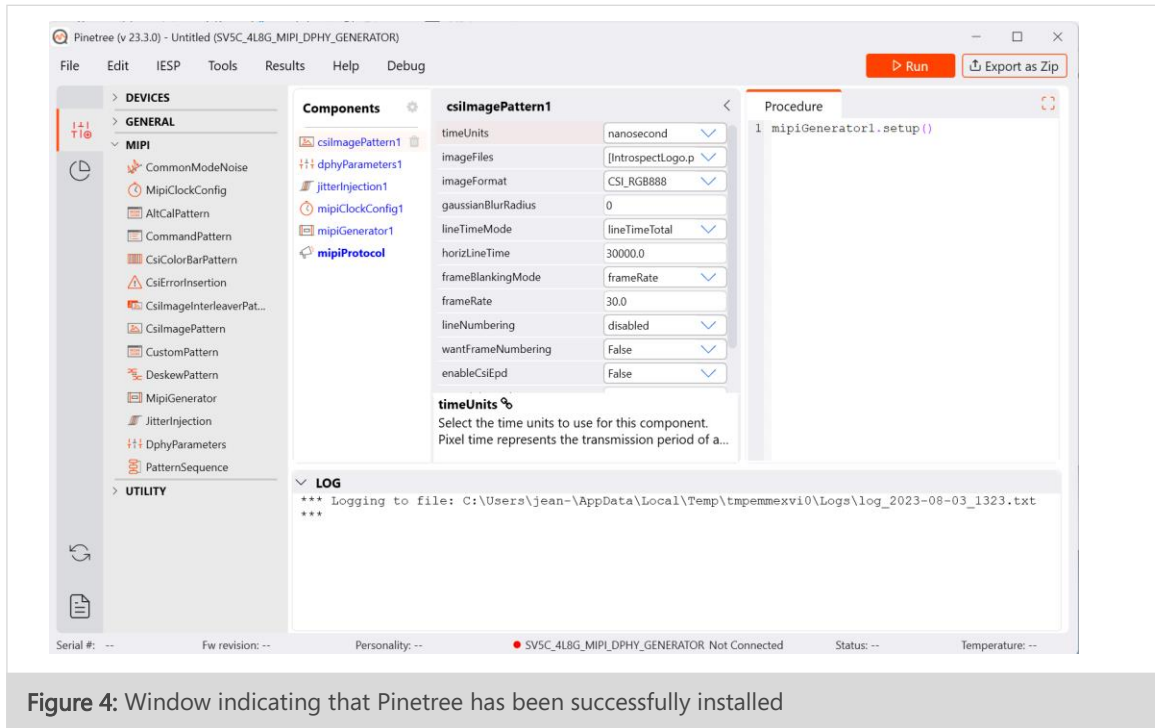 Pinetree (v 23.3.0) - Untitled (SV5C_4L8G_MIPI_DPHY_GENERATOR)
File Edit IESP Tools Results Help Debug
Run
Export as Zip
DEVICES
GENERAL
MIPI
CommonModeNoise
MipiClockConfig
AltCalPattern
CommandPattern
CsiColorBarPattern
CsiErrorInsertion
CsiImageInterleaverPat...
CsiImagePattern
CustomPattern
DeskewPattern
MipiGenerator
JitterInjection
DphyParameters
PatternSequence
UTILITY
Components
csiImagePattern1
dphyParameters1
jitterInjection1
mipiClockConfig1
mipiGenerator1
mipiProtocol
csiImagePattern1
timeUnits nanosecond
imageFiles [IntrospectLogo.p
imageFormat CSI_RGB888
gaussianBlurRadius 0
lineTimeMode lineTimeTotal
horizLineTime 30000.0
frameBlankingMode frameRate
frameRate 30.0
lineNumbering disabled
wantFrameNumbering False
enableCsiEpd False
timeUnits
Select the time units to use for this component.
Pixel time represents the transmission period of a...
Procedure
1 mipiGenerator1.setup()
LOG
*** Logging to file: C:\Users\jean-\AppData\Local\Temp\tmpemmexvi0\Logs\log_2023-08-03_1323.txt
***
Serial #: -- Fw revision: -- Personality: -- SV5C_4L8G_MIPI_DPHY_GENERATOR Not Connected Status: -- Temperature: --
Figure 4: Window indicating that Pinetree has been successfully installed